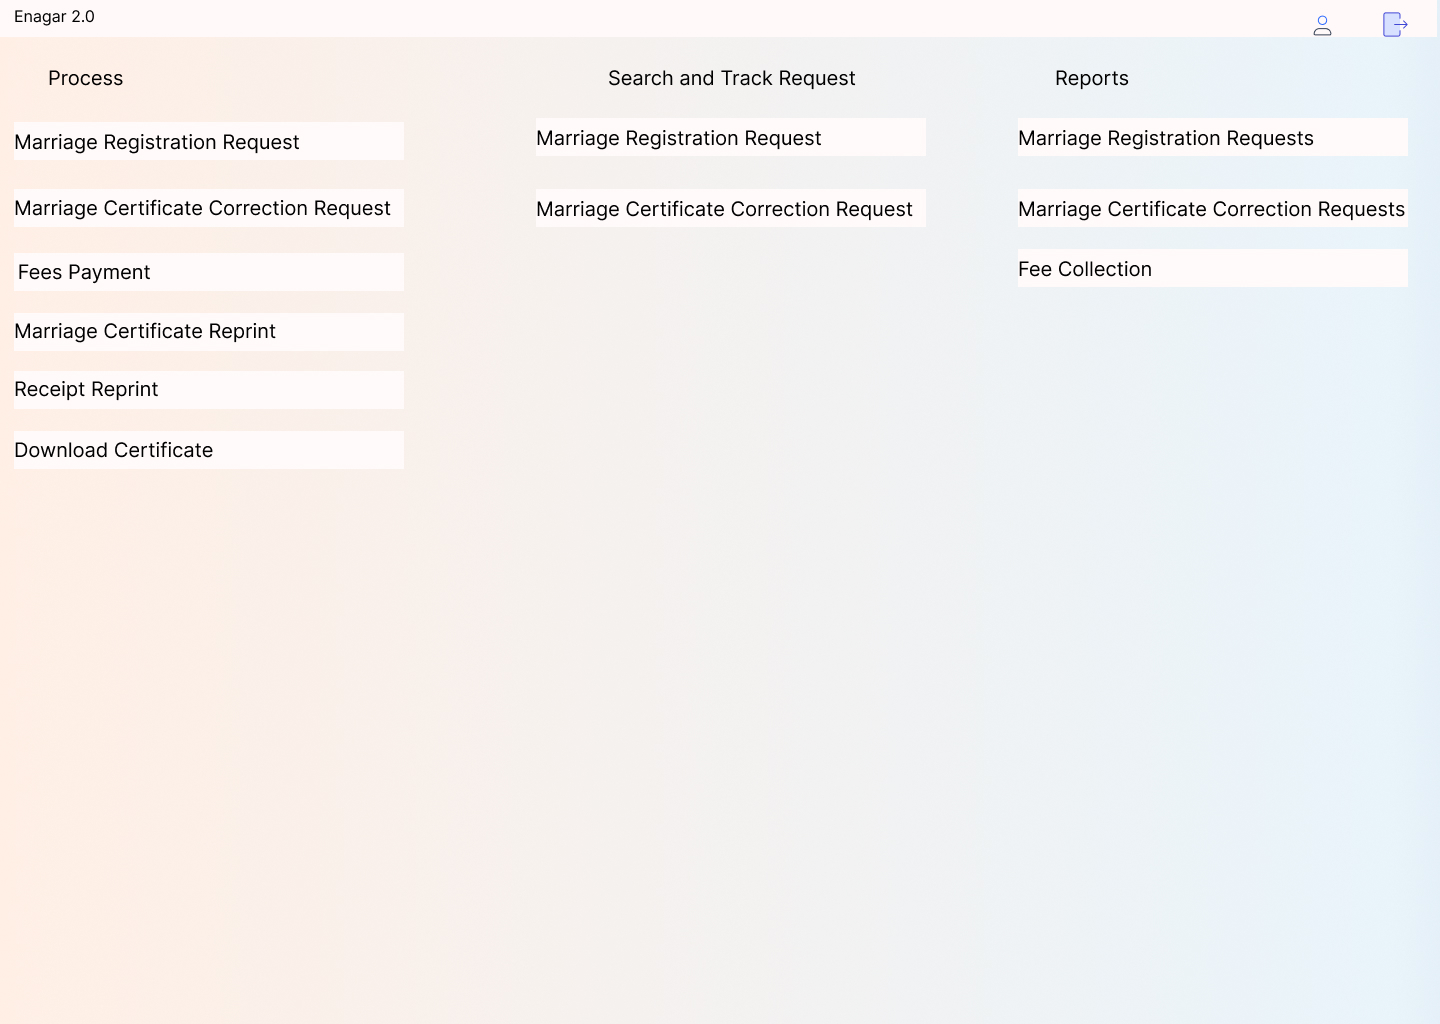 Enagar 2.0
Process
Marriage Registration Request
Marriage Certificate Correction Request
Fees Payment
Marriage Certificate Reprint
Receipt Reprint
Download Certificate
Search and Track Request
Marriage Registration Request
Marriage Certificate Correction Request
Reports
Marriage Registration Requests
Marriage Certificate Correction Requests
Fee Collection